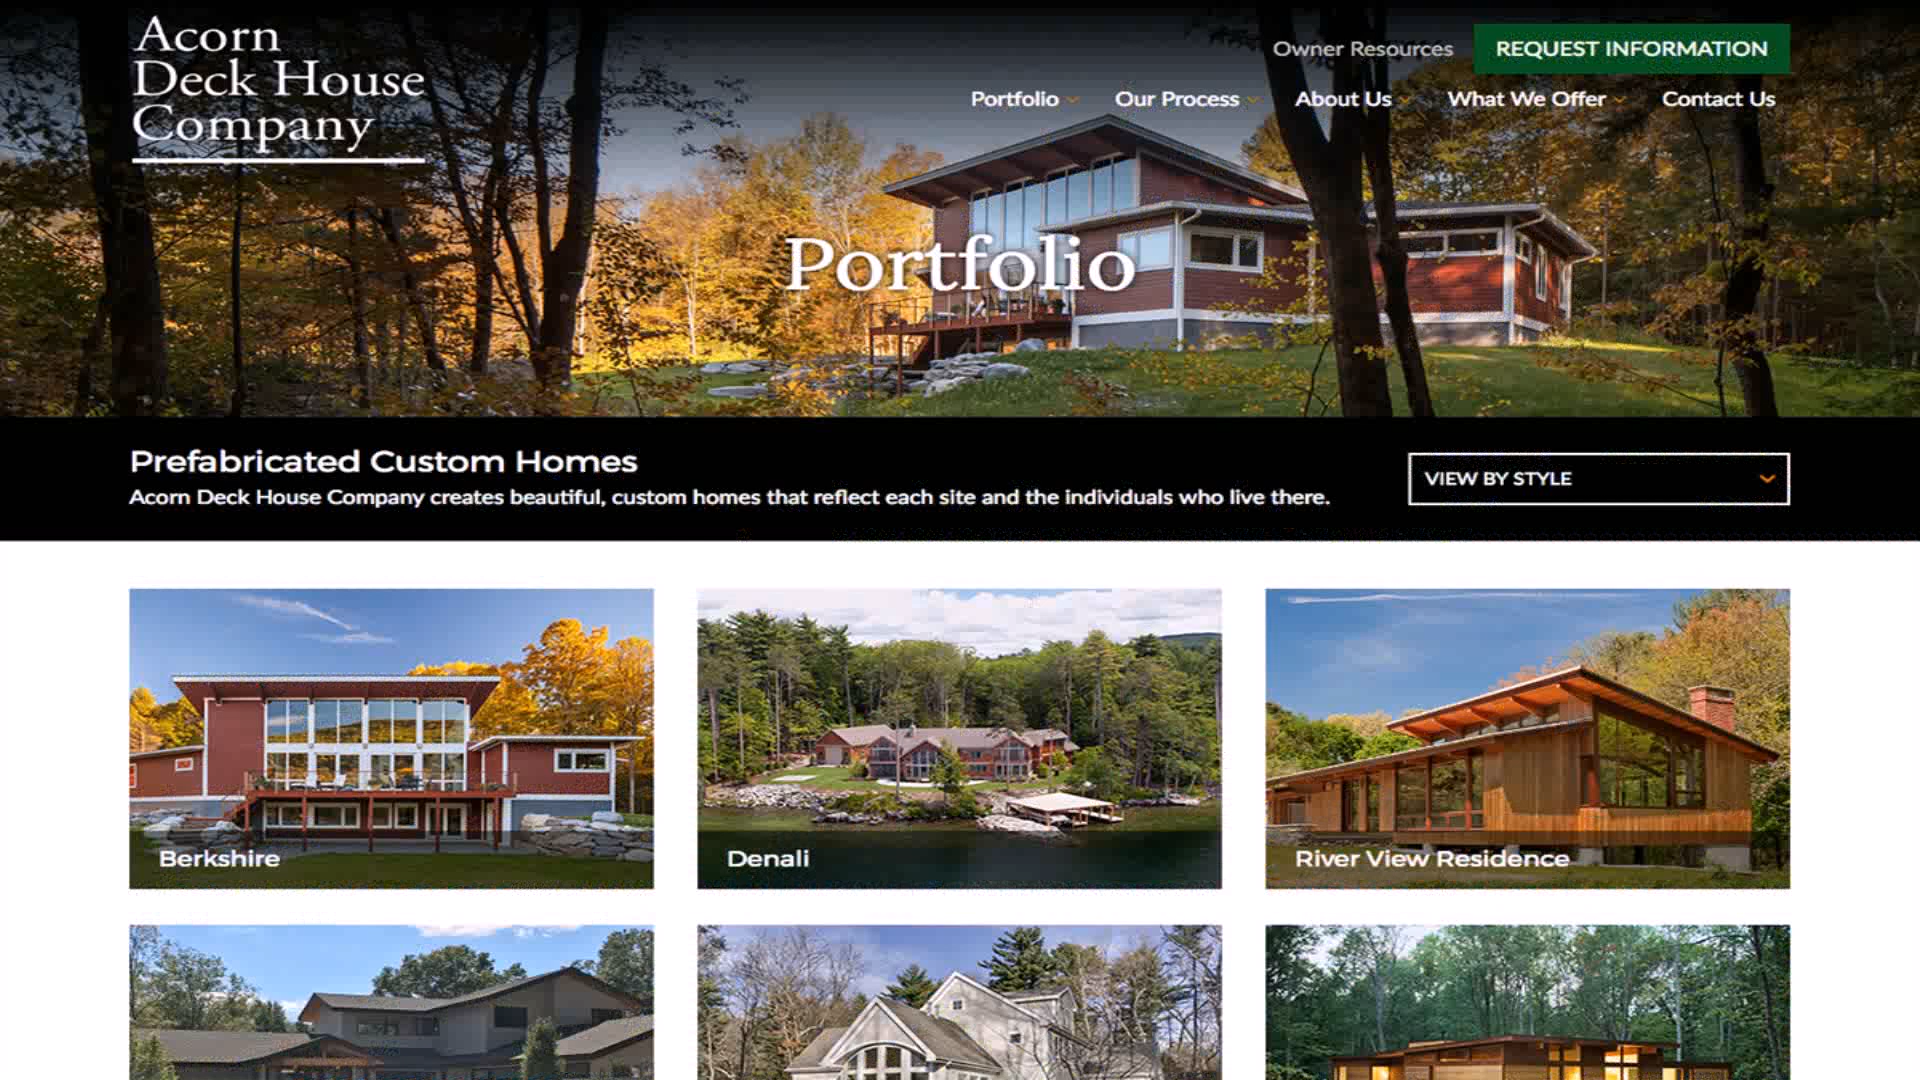 Acorn
Deck House
Company
Owner Resources
REQUEST INFORMATION
Portfolio
Our Process
About Us
What We Offer
Contact Us
Portfolio
Prefabricated Custom Homes
Acorn Deck House Company creates beautiful, custom homes that reflect each site and the individuals who live there.
VIEW BY STYLE
Berkshire
Denali
River View Residence